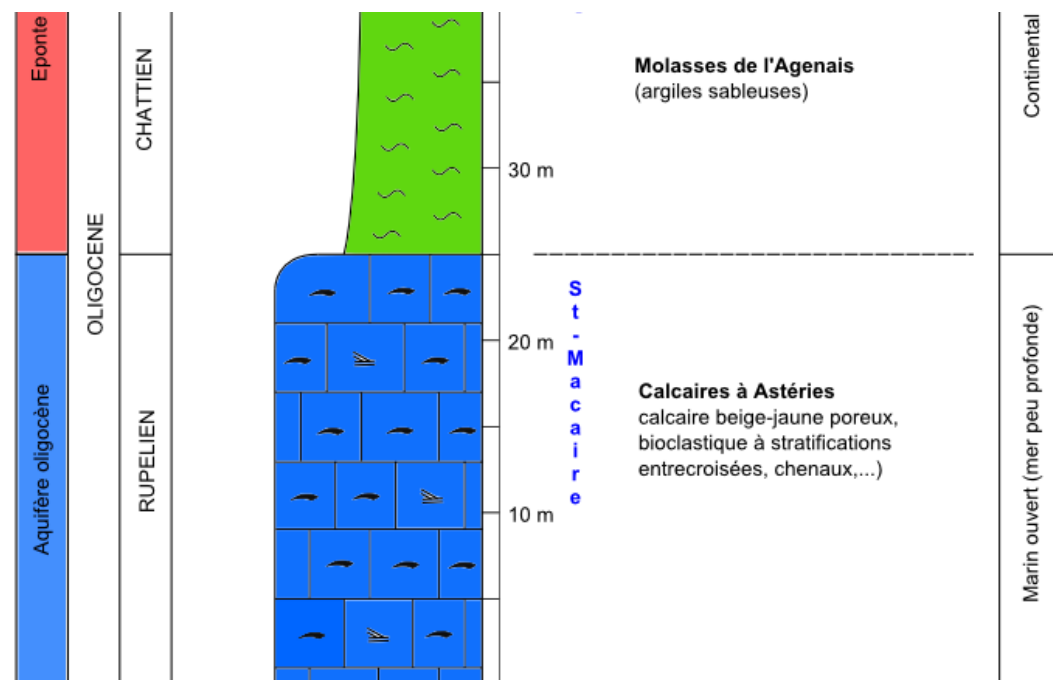 Eponte
CHATTIEN
OLIGOCENE
Aquifère oligocène
RUPELIEN
30 m
20 m
10 m
St-Macaire
Molasses de l'Agenais
(argiles sableuses)
Calcaires à Astéries
calcaire beige-jaune poreux,
bioclastique à stratifications
entrecroisées, chenaux,...)
Continental
Marin ouvert (mer peu profonde)